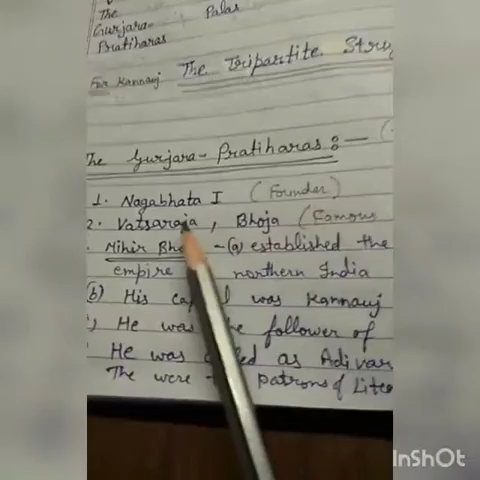 The Palas
Gurjara-
Pratiharas
For Kannauj The Tripartite
The Gurjara-Pratiharas :—
1. Nagabhata I (Founder)
2. Vatsaraja, Bhoja (Famous
Mihir - (a) established the
empire northern India
(b) His was Kannauj
He was follower of
He was as
The were patrons of
InShOt